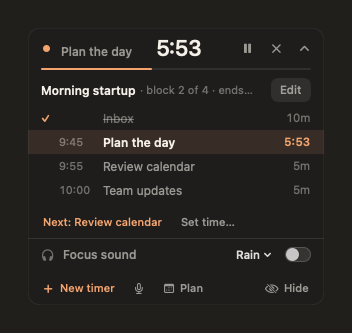 Plan the day 5:53
Morning startup · block 2 of 4 · ends... Edit
Inbox 10m
9:45 Plan the day 5:53
9:55 Review calendar 5m
10:00 Team updates 5m
Next: Review calendar Set time...
Focus sound Rain
+ New timer Plan Hide